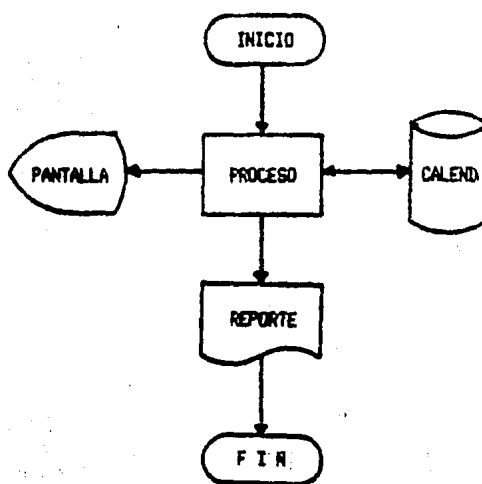 INICIO
PANTALLA
PROCESO
CALEND
REPORTE
F I N